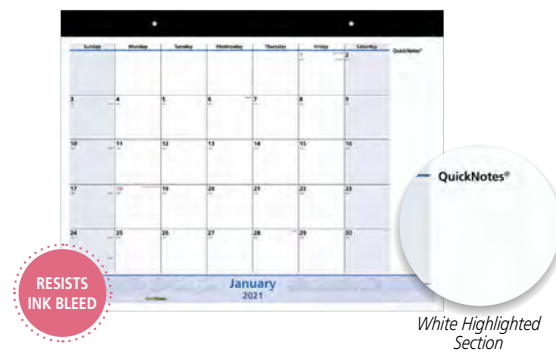 Sunday Monday Tuesday Wednesday Thursday Friday Saturday QuickNotes®
1 2
3 4 5 6 7 8 9
10 11 12 13 14 15 16
17 18 19 20 21 22 23
24 25 26 27 28 29 30
January
2021
QuickNotes®
RESISTS
INK BLEED
White Highlighted
Section